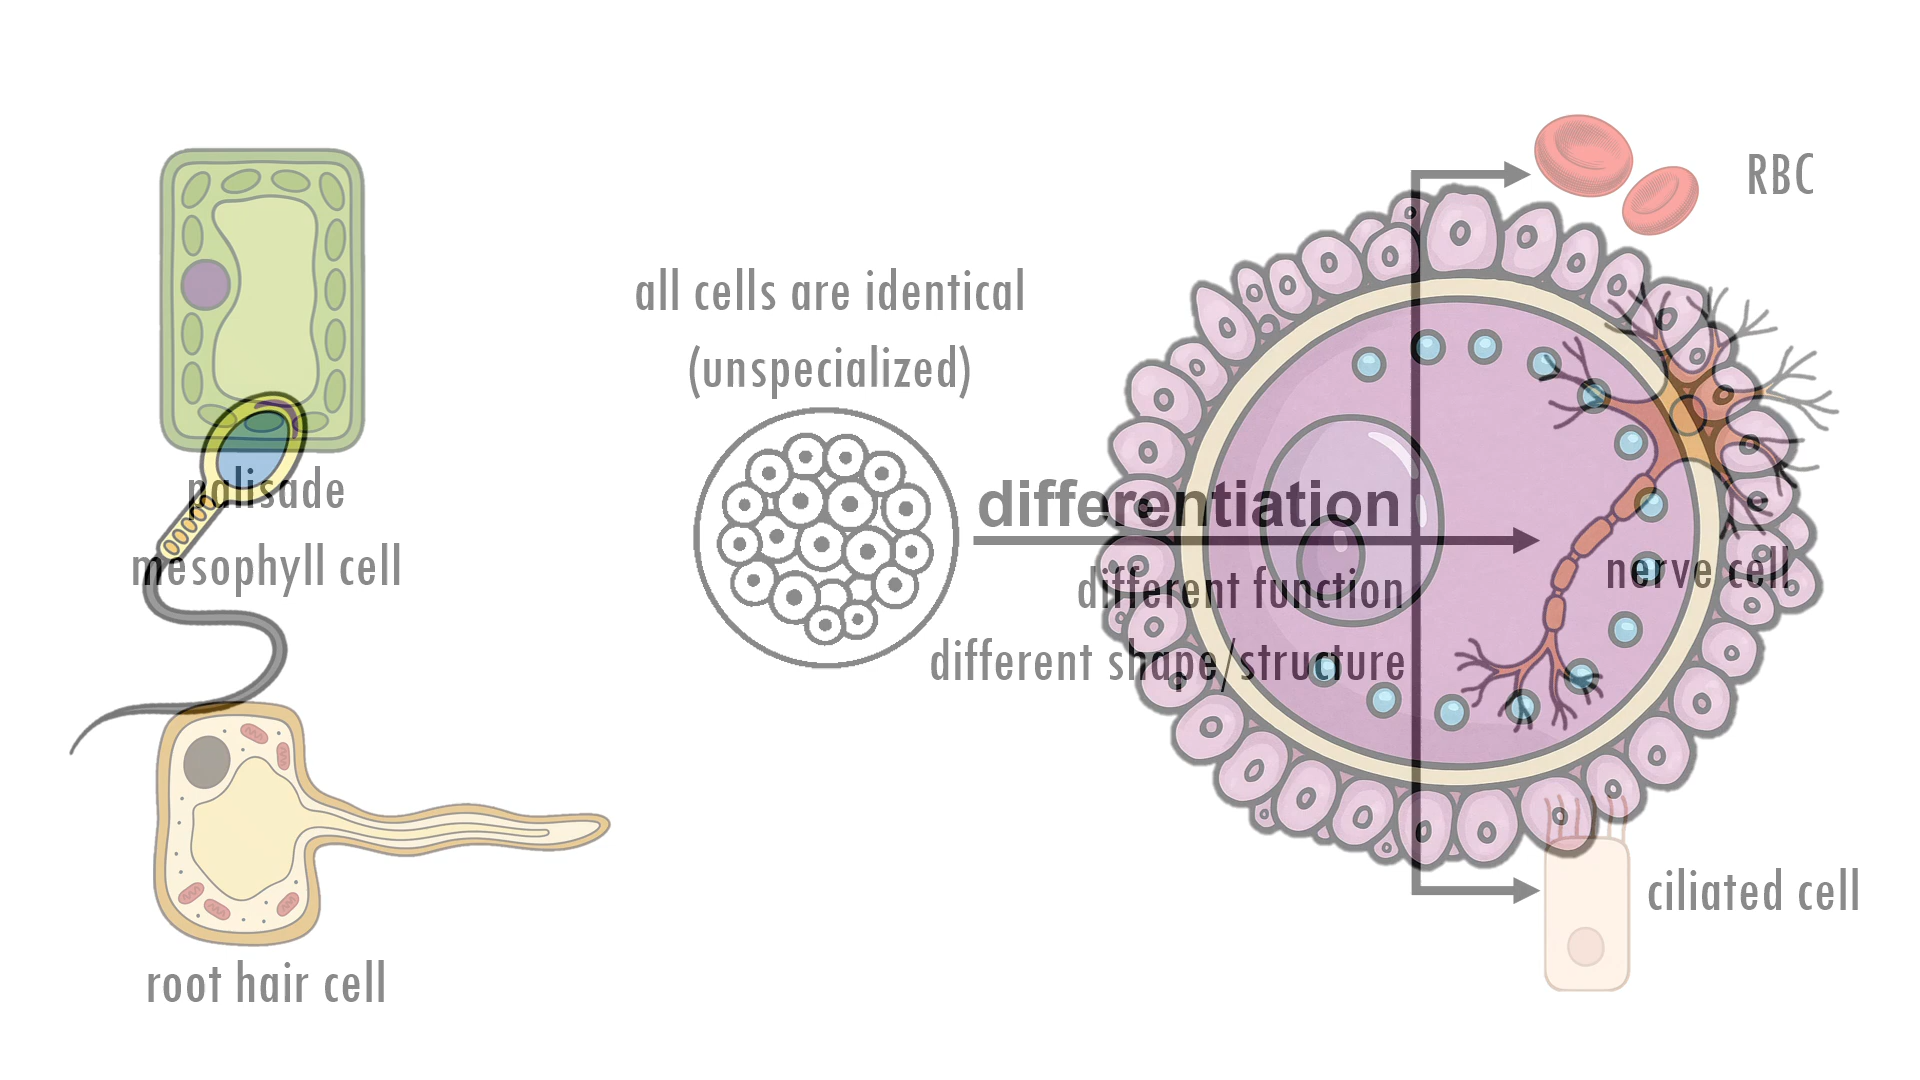 RBC
all cells are identical
(unspecialized)
palisade
mesophyll cell
differentiation
different function
different shape/structure
nerve cell
ciliated cell
root hair cell